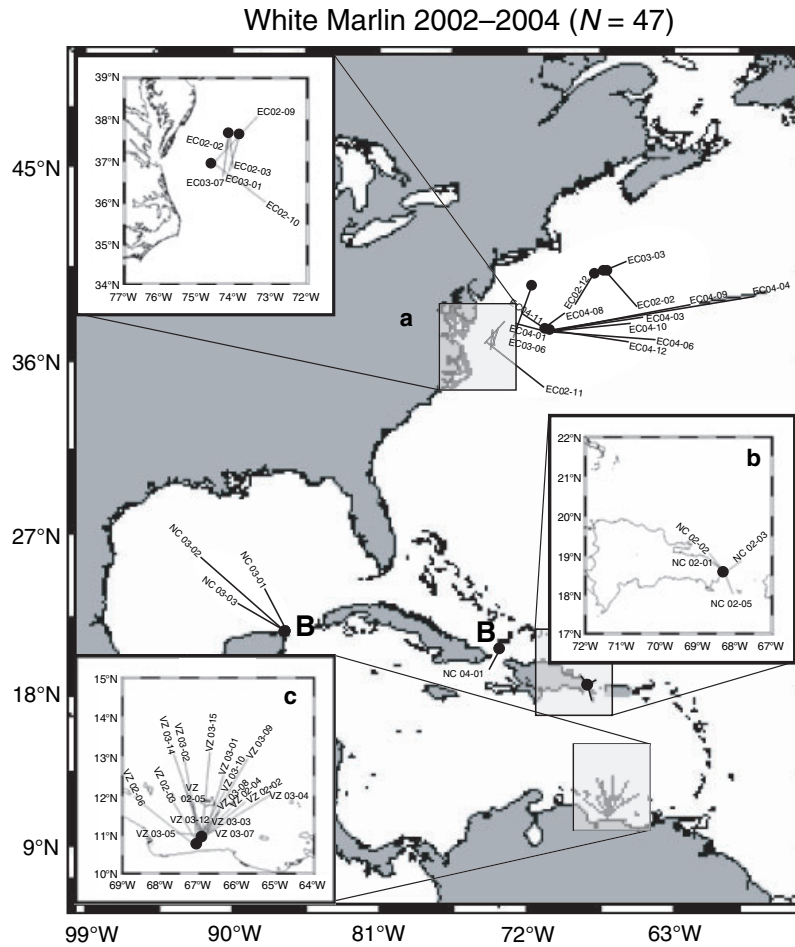 White Marlin 2002–2004 (N = 47)
39°N
38°N
37°N
36°N
35°N
34°N
77°W 76°W 75°W 74°W 73°W 72°W
EC02-09
EC02-02
EC02-03
EC03-07
EC03-01
EC02-10
45°N
36°N
27°N
18°N
9°N
99°W 90°W 81°W 72°W 63°W
a
EC03-03
EC02-12
EC02-02
EC04-09
EC04-04
EC04-11
EC04-08
EC04-03
EC04-01
EC04-10
EC03-06
EC04-06
EC04-12
EC02-11
b
22°N
21°N
20°N
19°N
18°N
17°N
72°W 71°W 70°W 69°W 68°W 67°W
NC 02-02
NC 02-03
NC 02-01
NC 02-05
NC 03-02
NC 03-01
NC 03-03
B
B
NC 04-01
c
15°N
14°N
13°N
12°N
11°N
10°N
69°W 68°W 67°W 66°W 65°W 64°W
VZ 03-14
VZ 03-02
VZ 03-15
VZ 03-01
VZ 03-09
VZ 03-10
VZ 02-06
VZ 02-03
VZ
02-05
VZ 03-08
VZ 02-04
VZ 02-02
VZ 03-04
VZ 03-12
VZ 03-03
VZ 03-05
VZ 03-07